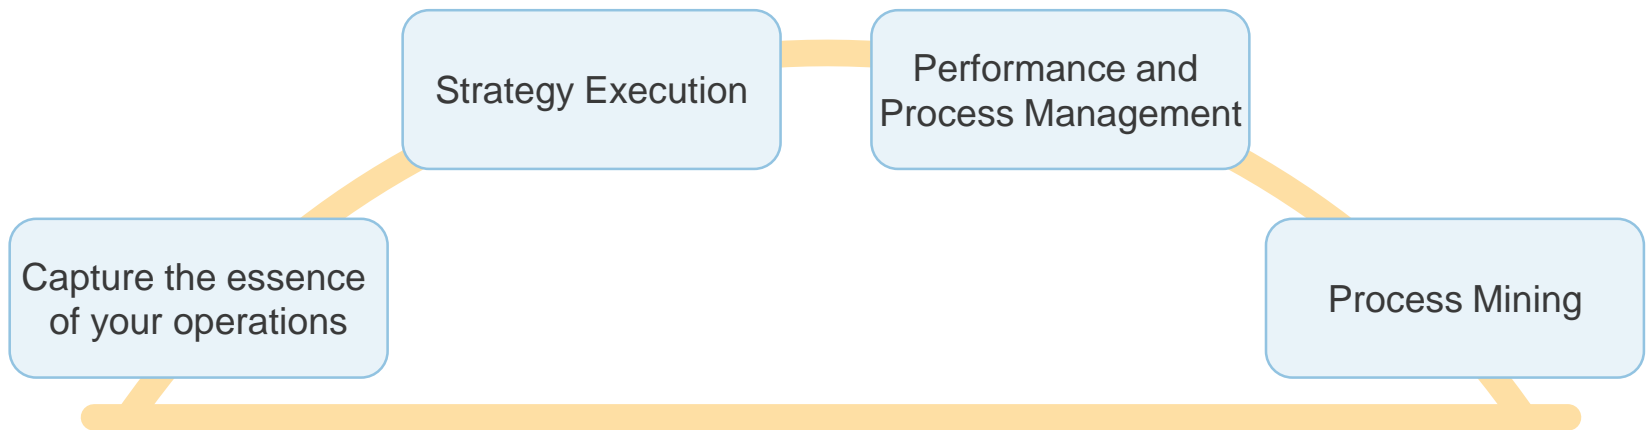 Strategy Execution
Performance and
Process Management
Capture the essence
of your operations
Process Mining